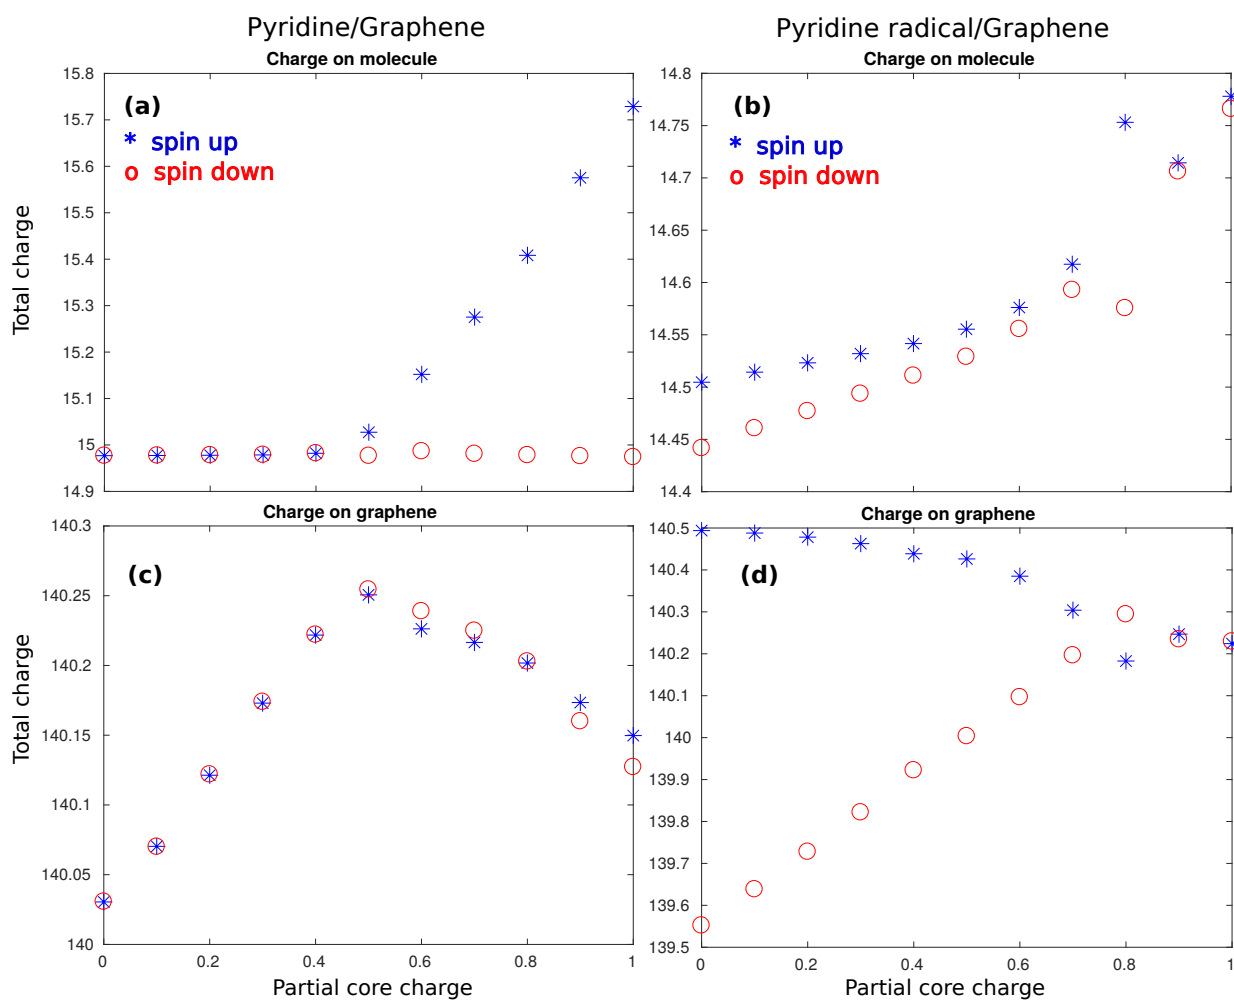 Pyridine/Graphene
Pyridine radical/Graphene
Charge on molecule
Charge on molecule
15.8
15.7
15.6
15.5
15.4
15.3
15.2
15.1
15
14.9
(a)
* spin up
o spin down
Total charge
14.8
14.75
14.7
14.65
14.6
14.55
14.5
14.45
14.4
(b)
* spin up
o spin down
Charge on graphene
Charge on graphene
140.3
140.25
140.2
140.15
140.1
140.05
140
(c)
Total charge
0 0.2 0.4 0.6 0.8 1
Partial core charge
140.5
140.4
140.3
140.2
140.1
140
139.9
139.8
139.7
139.6
139.5
(d)
0 0.2 0.4 0.6 0.8 1
Partial core charge